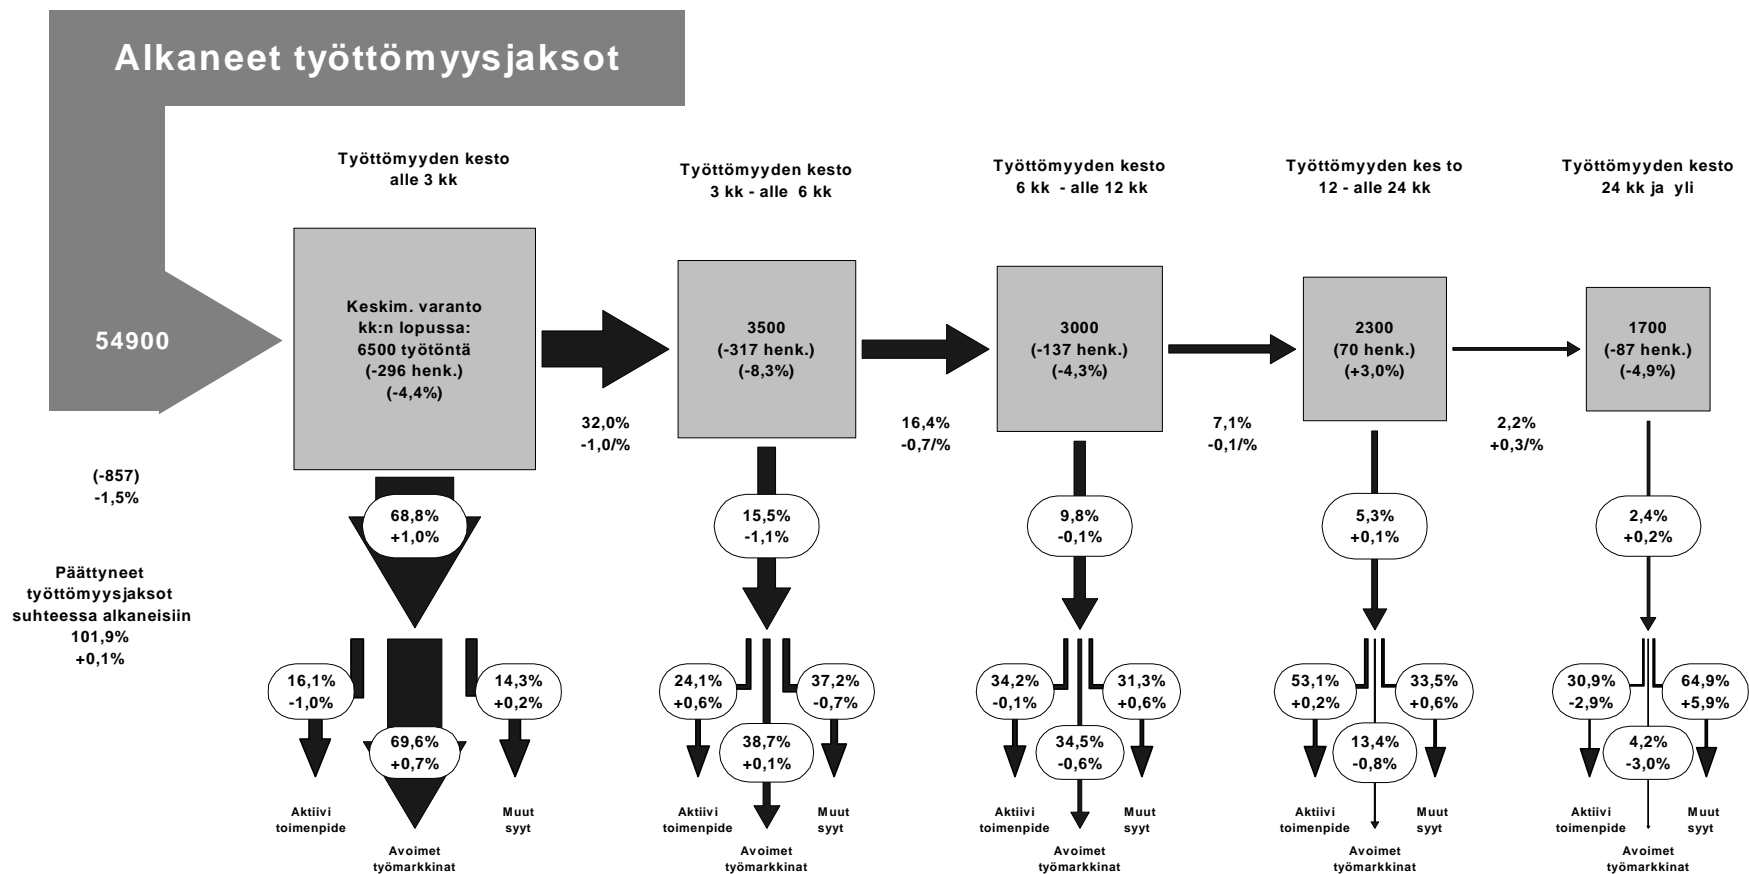 Alkaneet työttömyysjaksot
Työttömyyden kesto
alle 3 kk
Työttömyyden kesto
3 kk - alle 6 kk
Työttömyyden kesto
6 kk - alle 12 kk
Työttömyyden kes to
12 - alle 24 kk
Työttömyyden kesto
24 kk ja yli
54900
Keskim. varanto
kk:n lopussa:
6500 työtöntä
(-296 henk.)
(-4,4%)
3500
(-317 henk.)
(-8,3%)
3000
(-137 henk.)
(-4,3%)
2300
(70 henk.)
(+3,0%)
1700
(-87 henk.)
(-4,9%)
32,0%
-1,0/%
16,4%
-0,7/%
7,1%
-0,1/%
2,2%
+0,3/%
(-857)
-1,5%
68,8%
+1,0%
15,5%
-1,1%
9,8%
-0,1%
5,3%
+0,1%
2,4%
+0,2%
Päättyneet
työttömyysjaksot
suhteessa alkaneisiin
101,9%
+0,1%
16,1%
-1,0%
14,3%
+0,2%
69,6%
+0,7%
24,1%
+0,6%
37,2%
-0,7%
38,7%
+0,1%
34,2%
-0,1%
31,3%
+0,6%
34,5%
-0,6%
53,1%
+0,2%
33,5%
+0,6%
13,4%
-0,8%
30,9%
-2,9%
64,9%
+5,9%
4,2%
-3,0%
Aktiivi
toimenpide
Muut
syyt
Avoimet
työmarkkinat
Aktiivi
toimenpide
Muut
syyt
Avoimet
työmarkkinat
Aktiivi
toimenpide
Muut
syyt
Avoimet
työmarkkinat
Aktiivi
toimenpide
Muut
syyt
Avoimet
työmarkkinat
Aktiivi
toimenpide
Muut
syyt
Avoimet
työmarkkinat